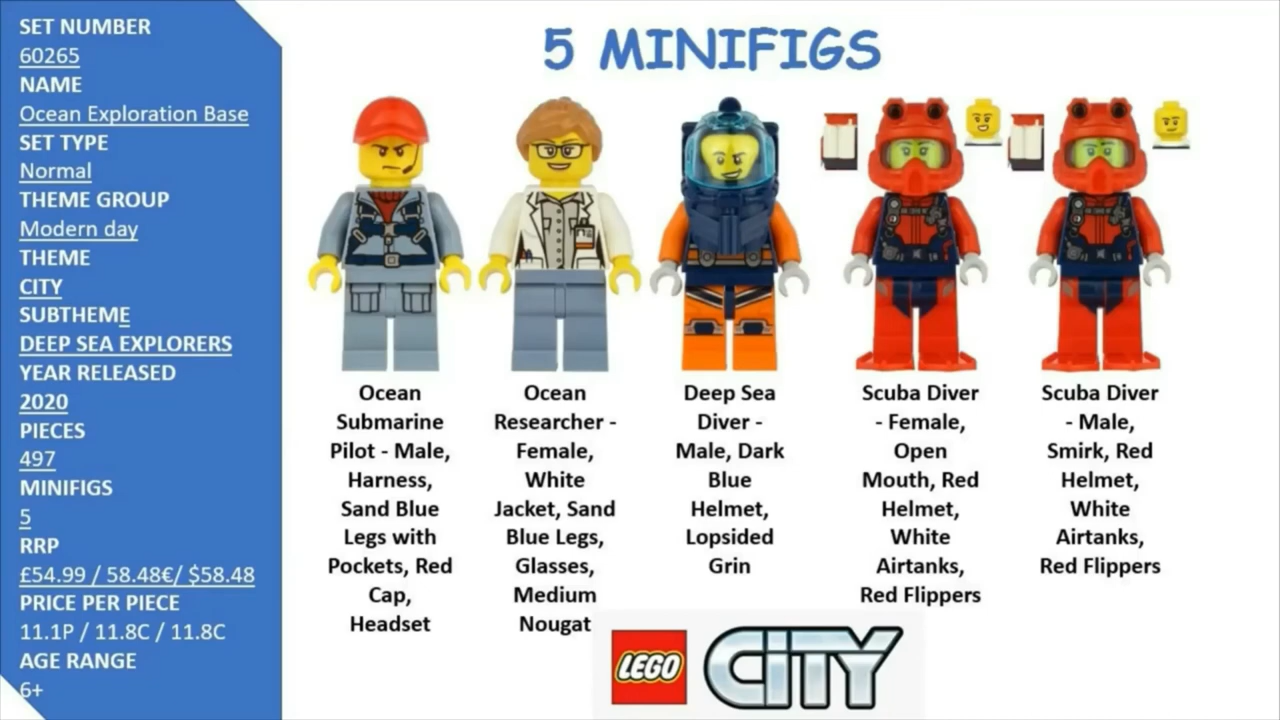 SET NUMBER
60265
NAME
Ocean Exploration Base
SET TYPE
Normal
THEME GROUP
Modern day
THEME
CITY
SUBTHEME
DEEP SEA EXPLORERS
YEAR RELEASED
2020
PIECES
497
MINIFIGS
5
RRP
£54.99 / 58.48€/ $58.48
PRICE PER PIECE
11.1P / 11.8C / 11.8C
AGE RANGE
6+
5 MINIFIGS
Ocean
Submarine
Pilot - Male,
Harness,
Sand Blue
Legs with
Pockets, Red
Cap,
Headset
Ocean
Researcher -
Female,
White
Jacket, Sand
Blue Legs,
Glasses,
Medium
Nougat
Deep Sea
Diver -
Male, Dark
Blue
Helmet,
Lopsided
Grin
Scuba Diver
- Female,
Open
Mouth, Red
Helmet,
White
Airtanks,
Red Flippers
Scuba Diver
- Male,
Smirk, Red
Helmet,
White
Airtanks,
Red Flippers
LEGO CITY